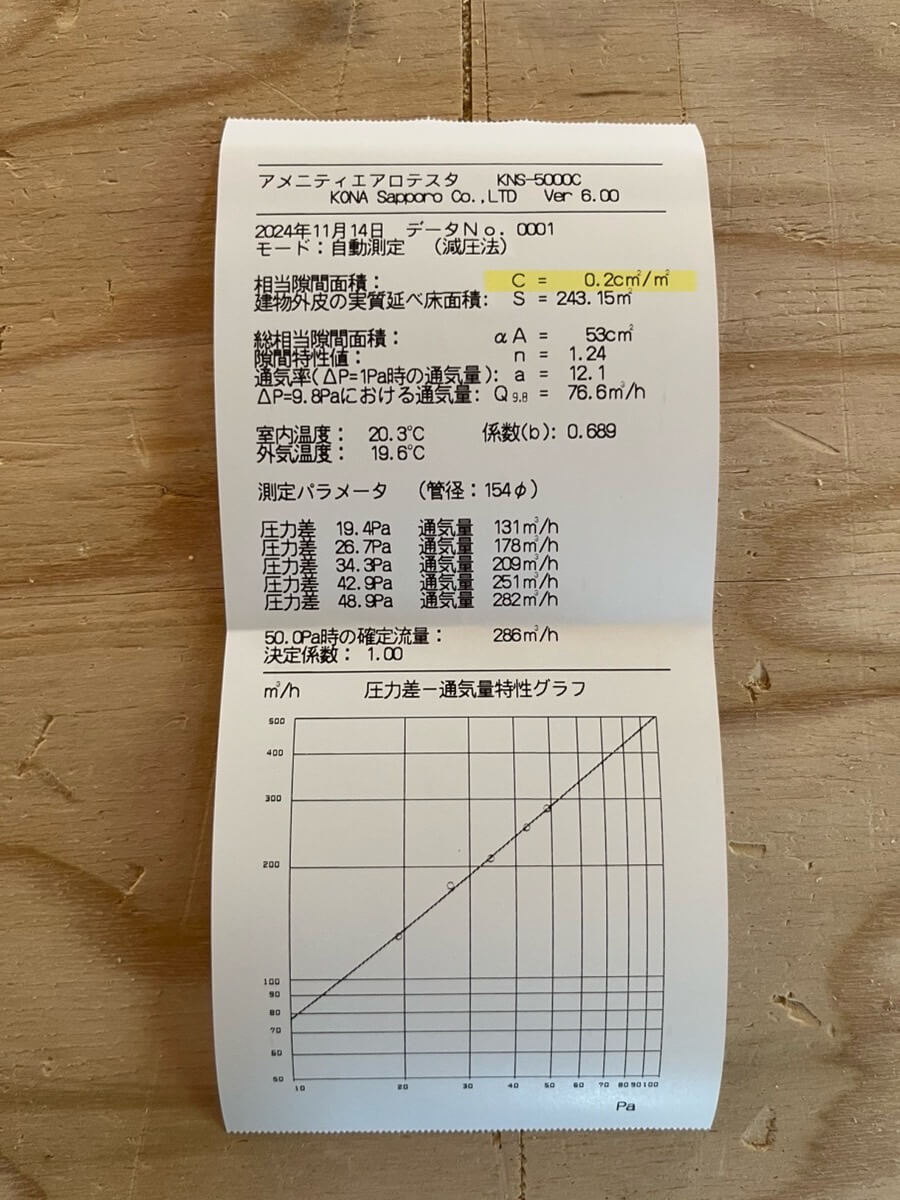 アメニティエアロテスタ KNS-5000C
KONA Sapporo Co.,LTD Ver 6.00
2024年11月14日 データNo. 0001
モード：自動測定 （減圧法）
相当隙間面積： C = 0.2c㎡/㎡
建物外皮の実質延べ床面積： S = 243.15㎡
総相当隙間面積： αA = 53c㎡
隙間特性値： n = 1.24
通気率(ΔP=1Pa時の通気量)： a = 12.1
ΔP=9.8Paにおける通気量： Q9.8 = 76.6㎥/h
室内温度： 20.3℃ 係数(b)： 0.689
外気温度： 19.6℃
測定パラメータ （管径：154φ）
圧力差 19.4Pa 通気量 131㎥/h
圧力差 26.7Pa 通気量 178㎥/h
圧力差 34.3Pa 通気量 209㎥/h
圧力差 42.9Pa 通気量 251㎥/h
圧力差 48.9Pa 通気量 282㎥/h
50.0Pa時の確定流量： 286㎥/h
決定係数： 1.00
㎥/h 圧力差－通気量特性グラフ
500
400
300
200
100
90
80
70
60
50
10 20 30 40 50 60 70 80 90 100
Pa